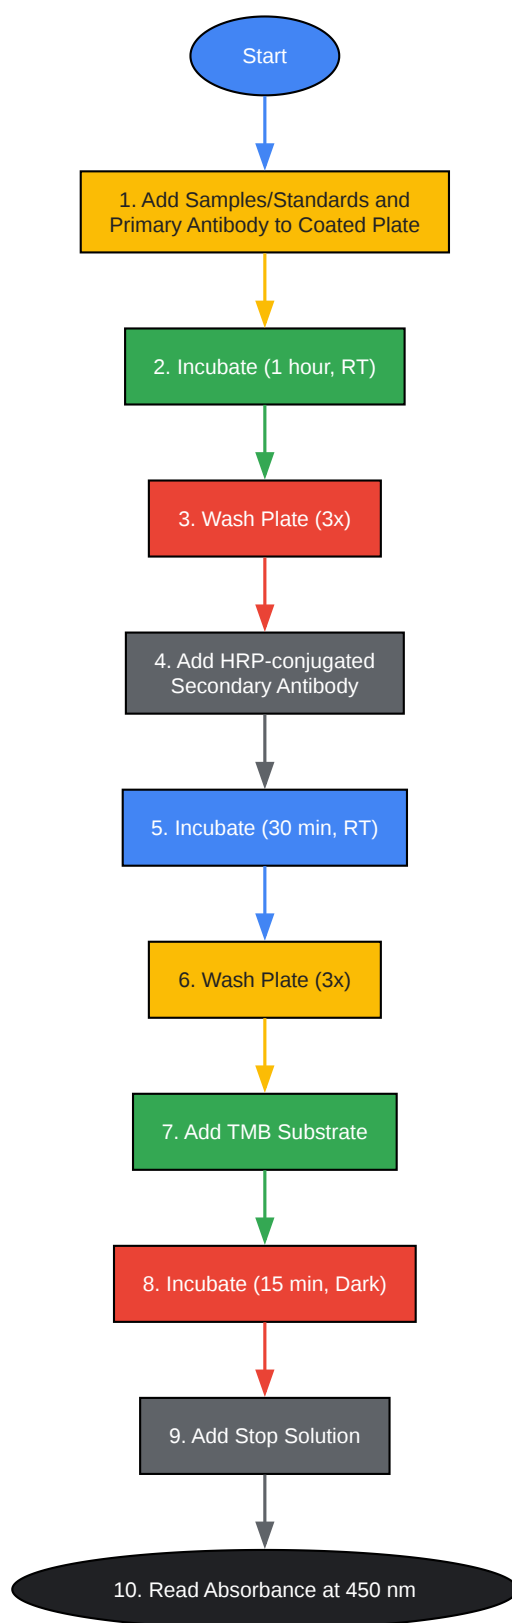 Start
1. Add Samples/Standards and
Primary Antibody to Coated Plate
2. Incubate (1 hour, RT)
3. Wash Plate (3x)
4. Add HRP-conjugated
Secondary Antibody
5. Incubate (30 min, RT)
6. Wash Plate (3x)
7. Add TMB Substrate
8. Incubate (15 min, Dark)
9. Add Stop Solution
10. Read Absorbance at 450 nm